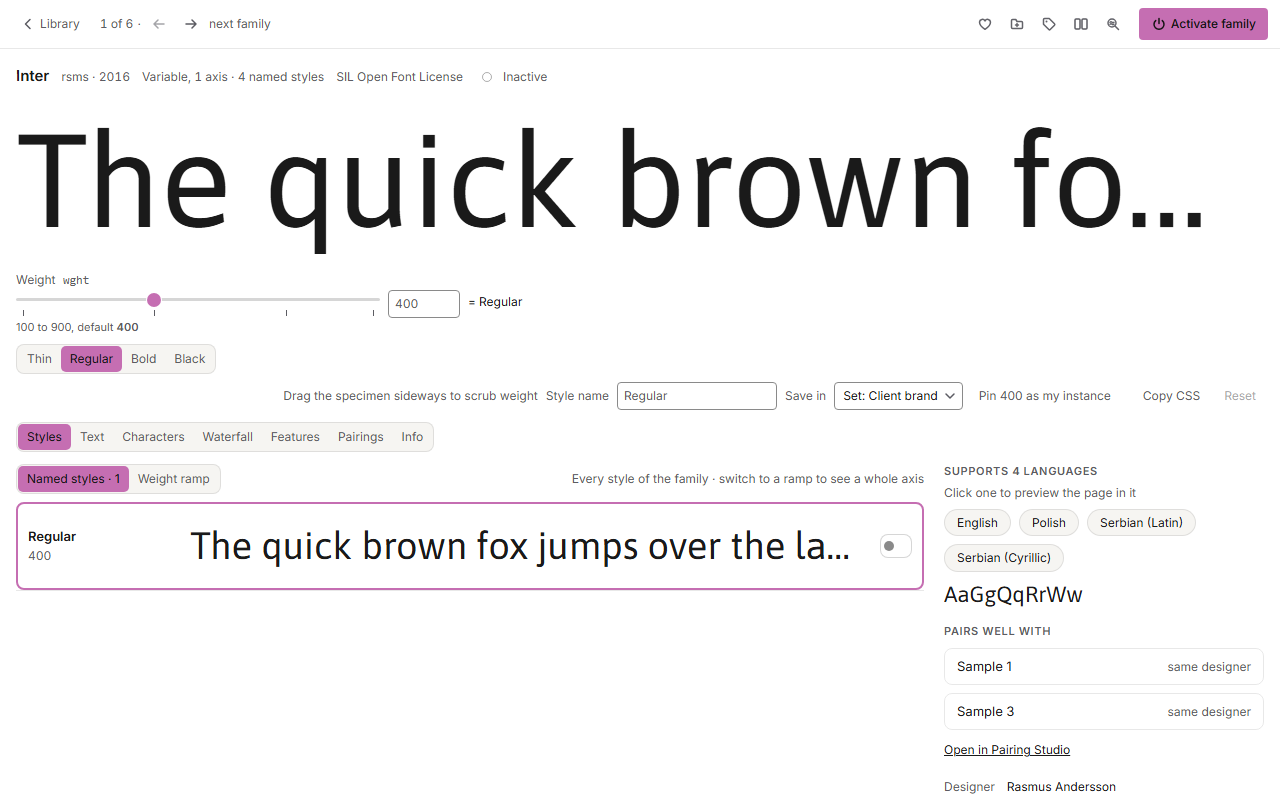 Library 1 of 6 · next family Activate family
Inter rsms · 2016 Variable, 1 axis · 4 named styles SIL Open Font License Inactive
The quick brown fo...
Weight wght
400 = Regular
100 to 900, default 400
Thin Regular Bold Black
Drag the specimen sideways to scrub weight Style name Regular Save in Set: Client brand Pin 400 as my instance Copy CSS Reset
Styles Text Characters Waterfall Features Pairings Info
Named styles · 1 Weight ramp Every style of the family · switch to a ramp to see a whole axis
Regular
400
The quick brown fox jumps over the la...
SUPPORTS 4 LANGUAGES
Click one to preview the page in it
English Polish Serbian (Latin)
Serbian (Cyrillic)
AaGgQqRrWw
PAIRS WELL WITH
Sample 1 same designer
Sample 3 same designer
Open in Pairing Studio
Designer Rasmus Andersson